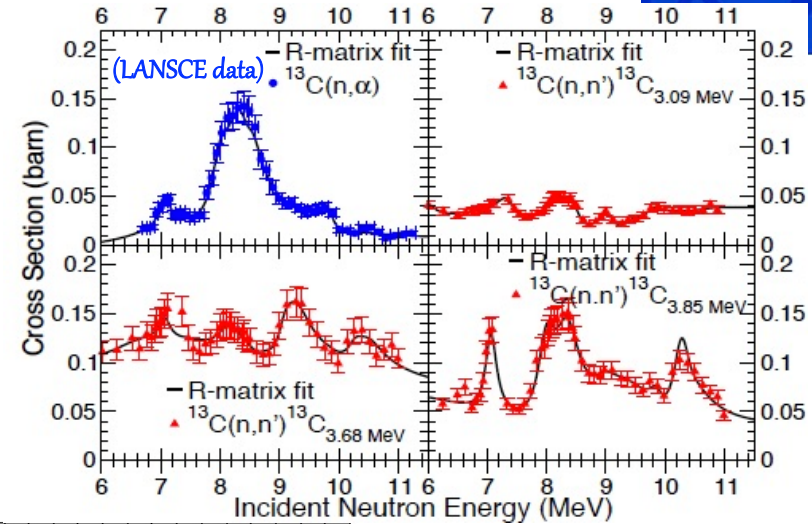 6 7 8 9 10 11 6 7 8 9 10 11
0.2 0.2
0.15 0.15
0.1 0.1
0.05 0.05
0 0
(LANSCE data)
R-matrix fit
¹³C(n,α)
R-matrix fit
¹³C(n,n')¹³C3.09 MeV
Cross Section (barn)
0.2 0.2
0.15 0.15
0.1 0.1
0.05 0.05
0 0
R-matrix fit
¹³C(n,n')¹³C3.68 MeV
R-matrix fit
¹³C(n.n')¹³C3.85 MeV
6 7 8 9 10 11 6 7 8 9 10 11
Incident Neutron Energy (MeV)